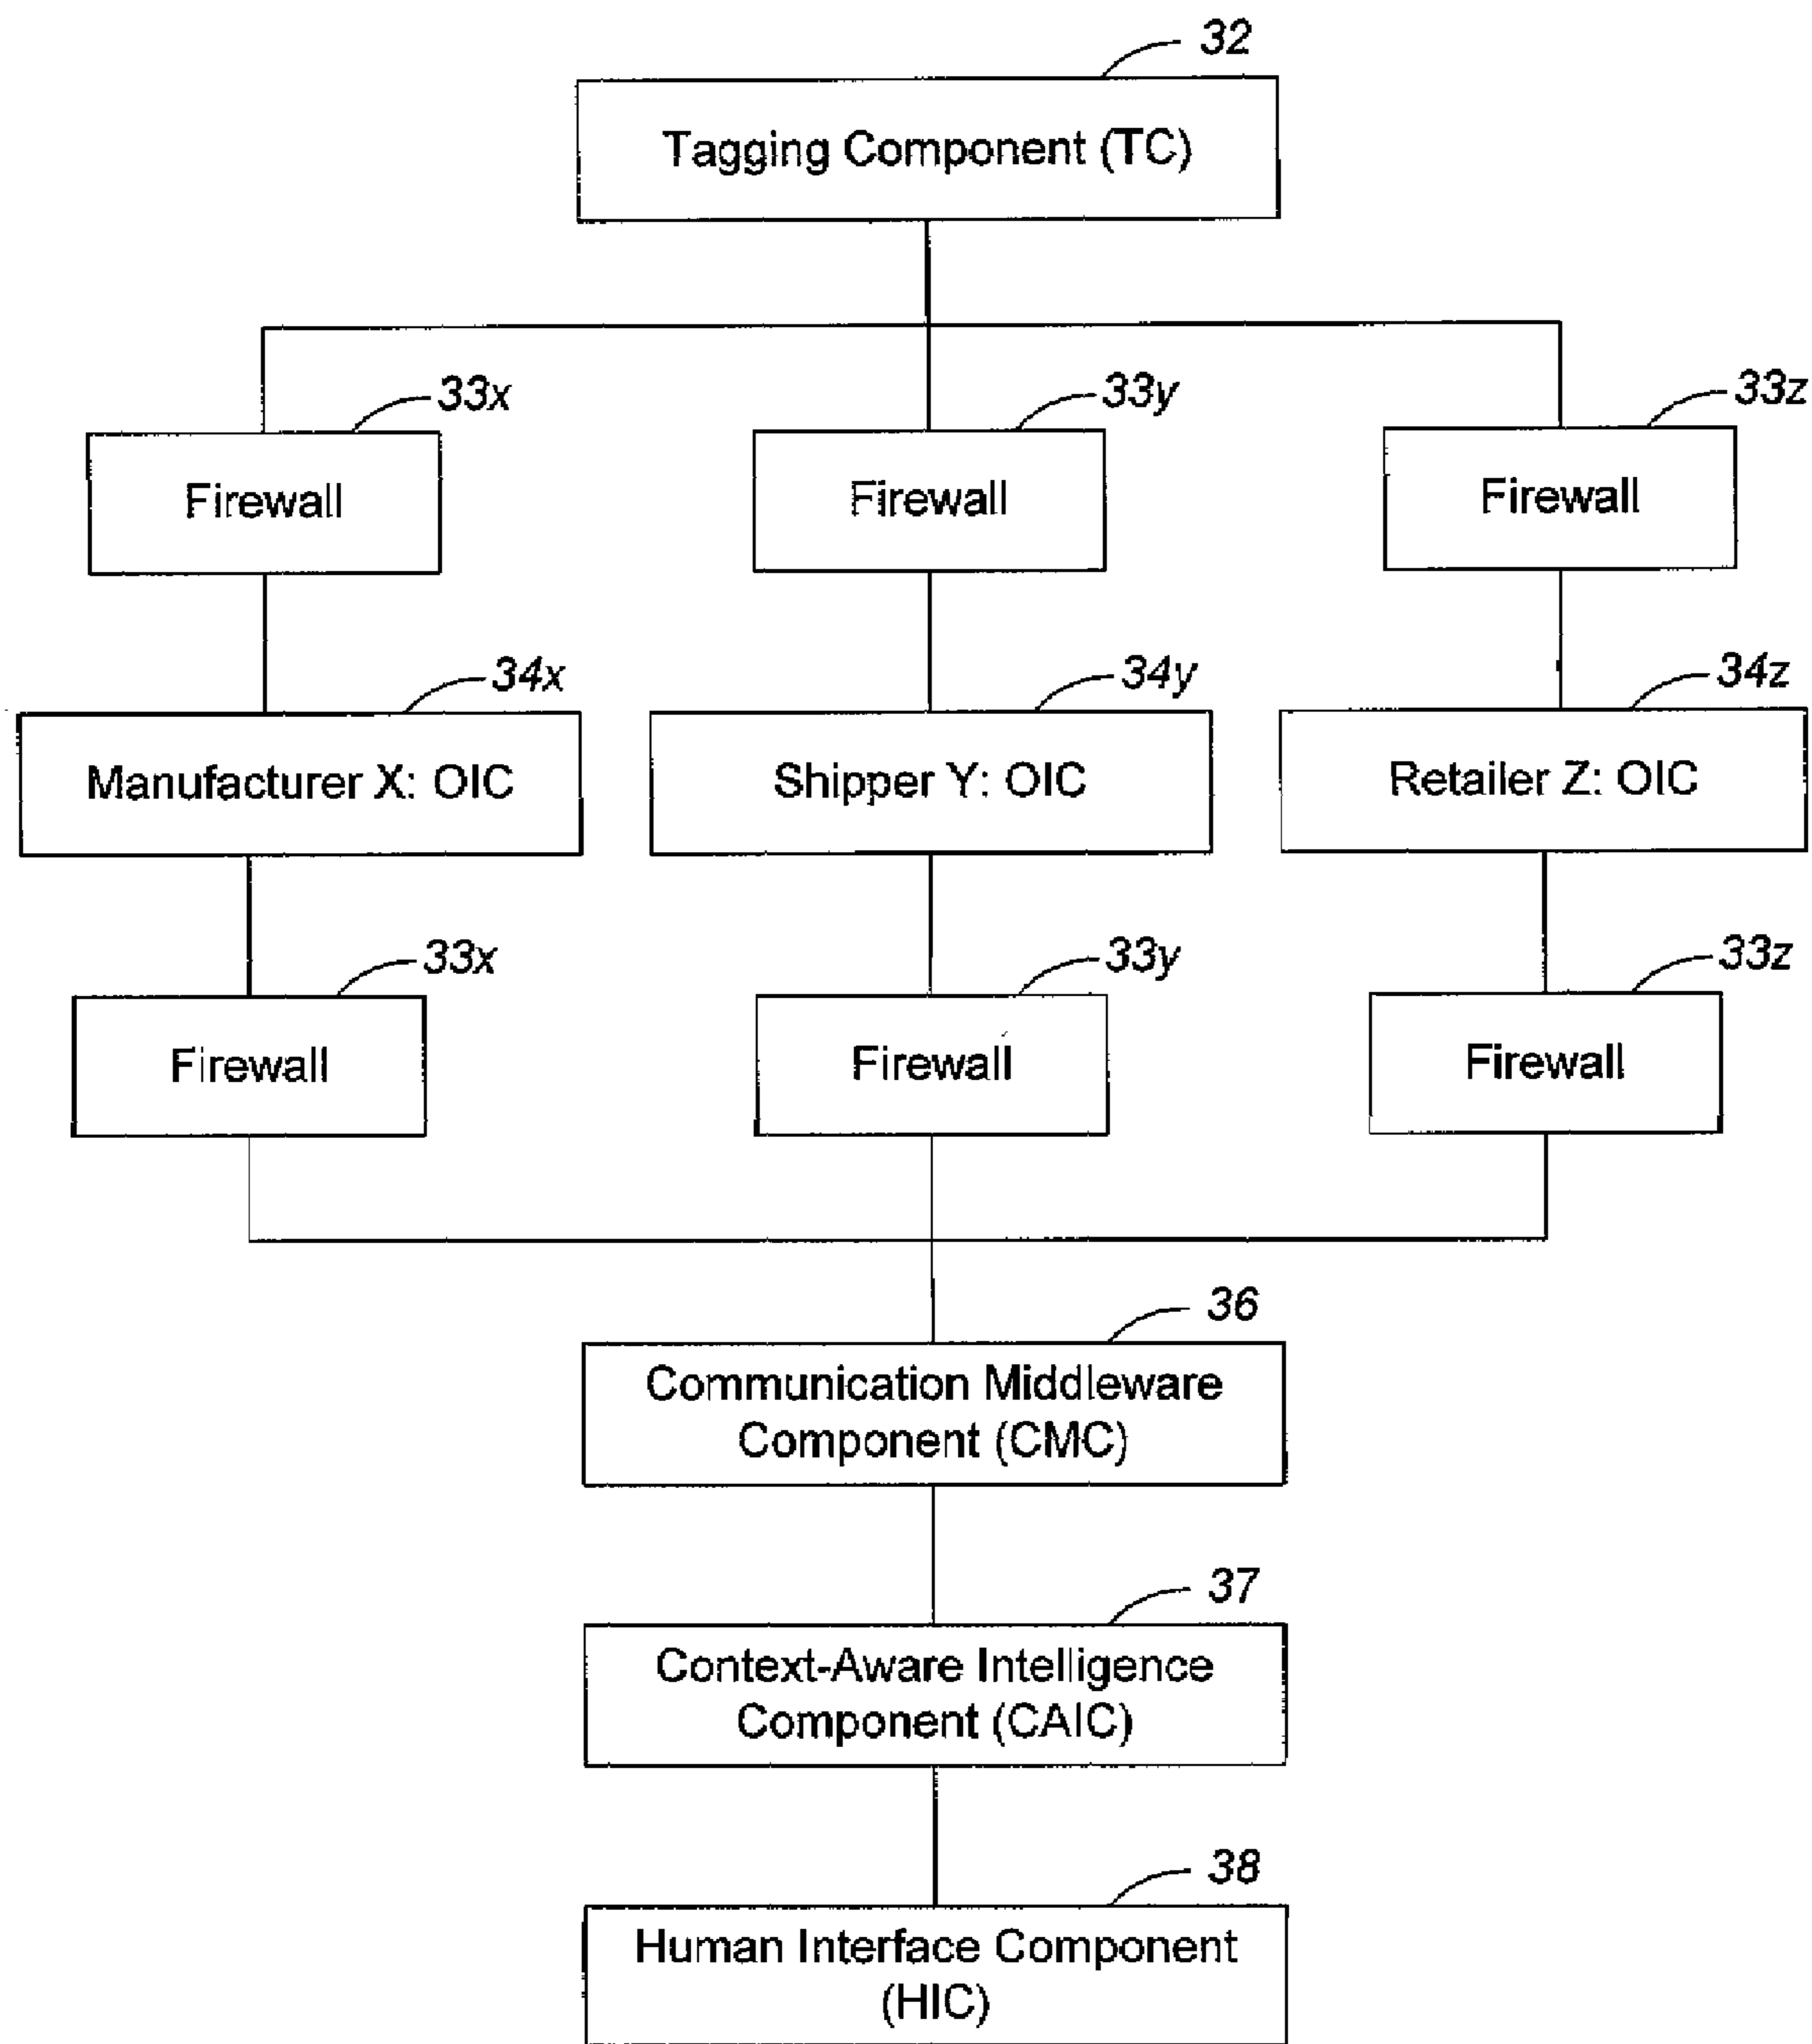 32
Tagging Component (TC)
33x
33y
33z
Firewall
Firewall
Firewall
34x
34y
34z
Manufacturer X: OIC
Shipper Y: OIC
Retailer Z: OIC
33x
33y
33z
Firewall
Firewall
Firewall
36
Communication Middleware
Component (CMC)
37
Context-Aware Intelligence
Component (CAIC)
38
Human Interface Component
(HIC)